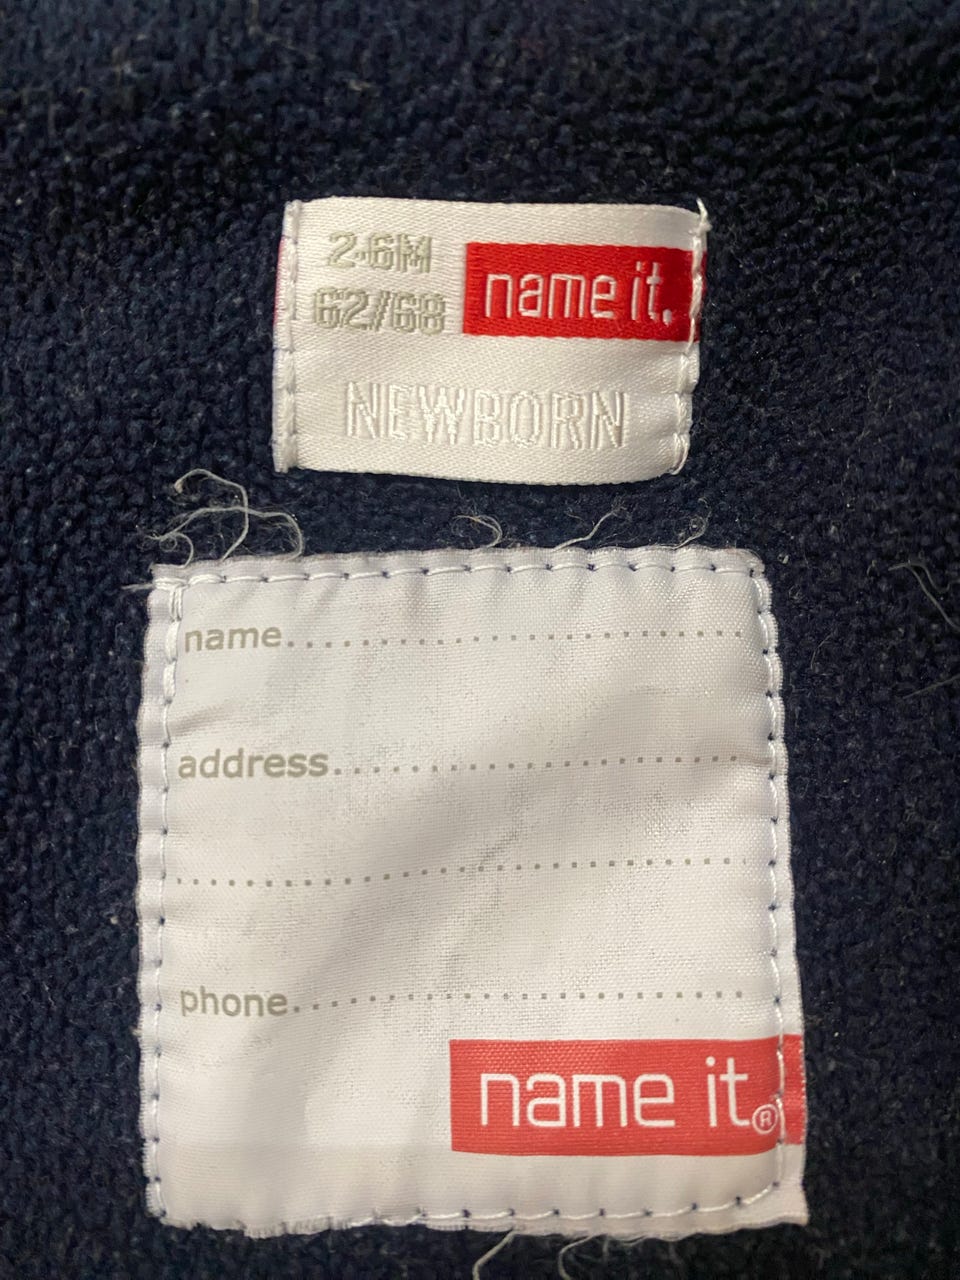 2-6M
62/68
name it.
NEWBORN
name.......................
address.....................
............................
phone.......................
name it.®